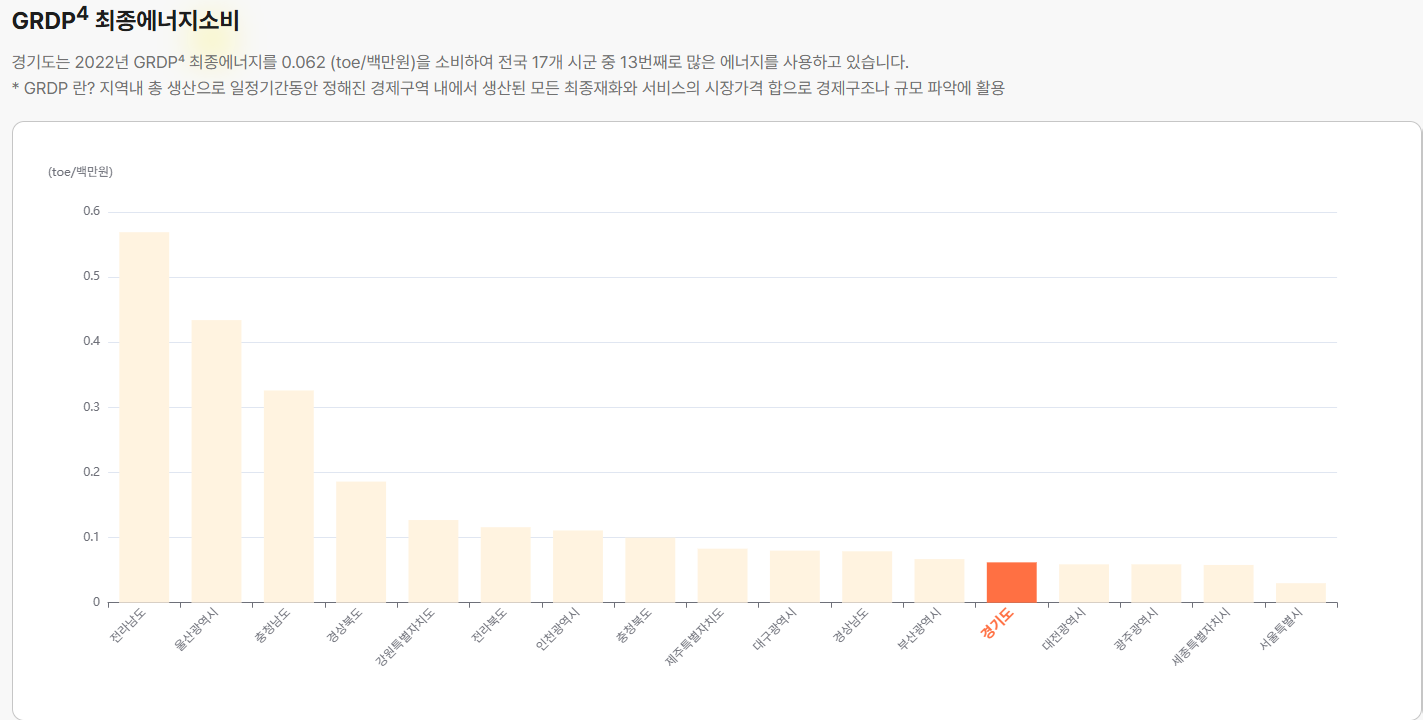 GRDP⁴ 최종에너지소비
경기도는 2022년 GRDP⁴ 최종에너지를 0.062 (toe/백만원)을 소비하여 전국 17개 시군 중 13번째로 많은 에너지를 사용하고 있습니다.
* GRDP 란? 지역내 총 생산으로 일정기간동안 정해진 경제구역 내에서 생산된 모든 최종재화와 서비스의 시장가격 합으로 경제구조나 규모 파악에 활용
(toe/백만원)
0.6
0.5
0.4
0.3
0.2
0.1
0
전라남도
울산광역시
충청남도
경상북도
강원특별자치도
전라북도
인천광역시
충청북도
제주특별자치도
대구광역시
경상남도
부산광역시
경기도
대전광역시
광주광역시
세종특별자치시
서울특별시